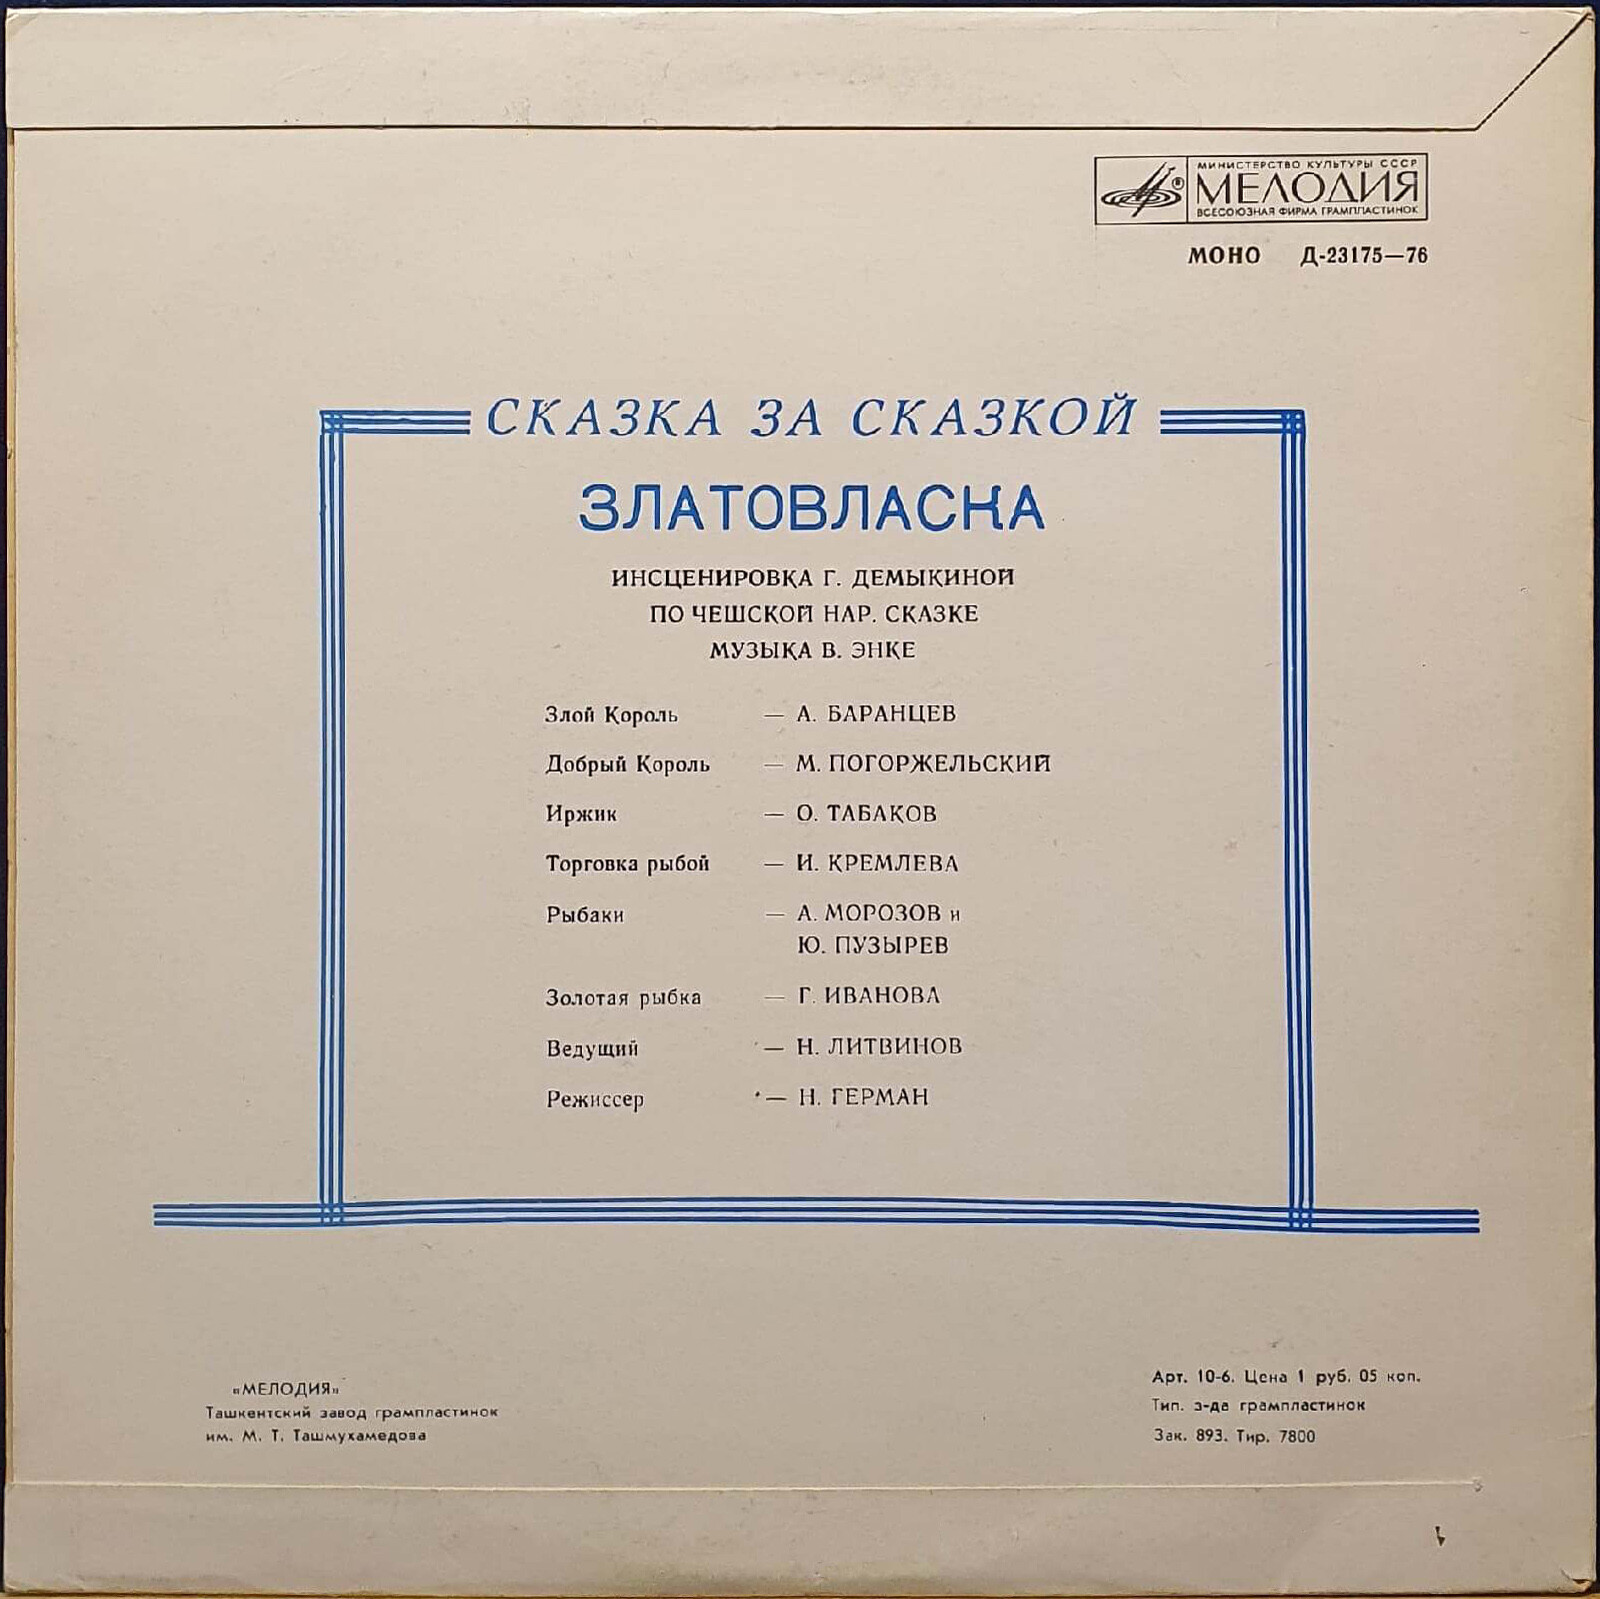 МИНИСТЕРСТВО КУЛЬТУРЫ СССР
МЕЛОДИЯ
ВСЕСОЮЗНАЯ ФИРМА ГРАМПЛАСТИНОК
МОНО Д-23175—76
СКАЗКА ЗА СКАЗКОЙ
ЗЛАТОВЛАСКА
ИНСЦЕНИРОВКА Г. ДЕМЫКИНОЙ
ПО ЧЕШСКОЙ НАР. СКАЗКЕ
МУЗЫКА В. ЭНКЕ
Злой Король — А. БАРАНЦЕВ
Добрый Король — М. ПОГОРЖЕЛЬСКИЙ
Иржик — О. ТАБАКОВ
Торговка рыбой — И. КРЕМЛЕВА
Рыбаки — А. МОРОЗОВ и
Ю. ПУЗЫРЕВ
Золотая рыбка — Г. ИВАНОВА
Ведущий — Н. ЛИТВИНОВ
Режиссер — Н. ГЕРМАН
«МЕЛОДИЯ»
Ташкентский завод грампластинок
им. М. Т. Ташмухамедова
Арт. 10-6. Цена 1 руб. 05 коп.
Тип. з-да грампластинок
Зак. 893. Тир. 7800